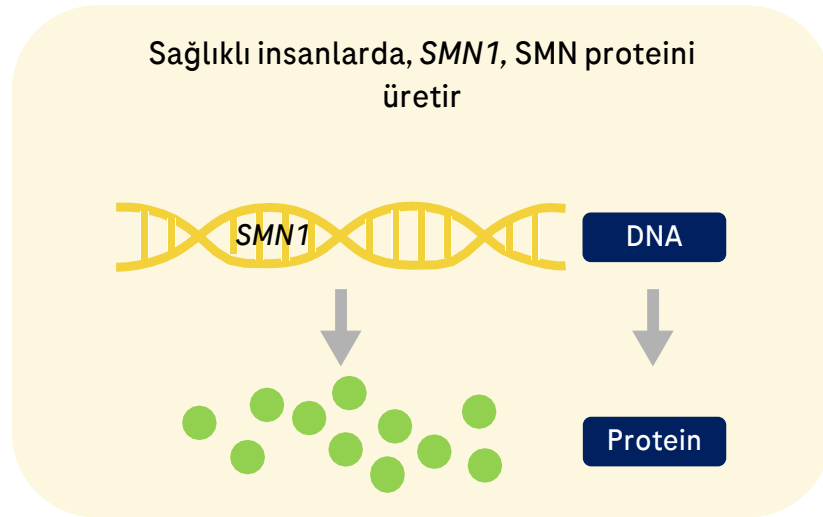 Sağlıklı insanlarda, SMN1, SMN proteini
üretir
SMN1
DNA
Protein